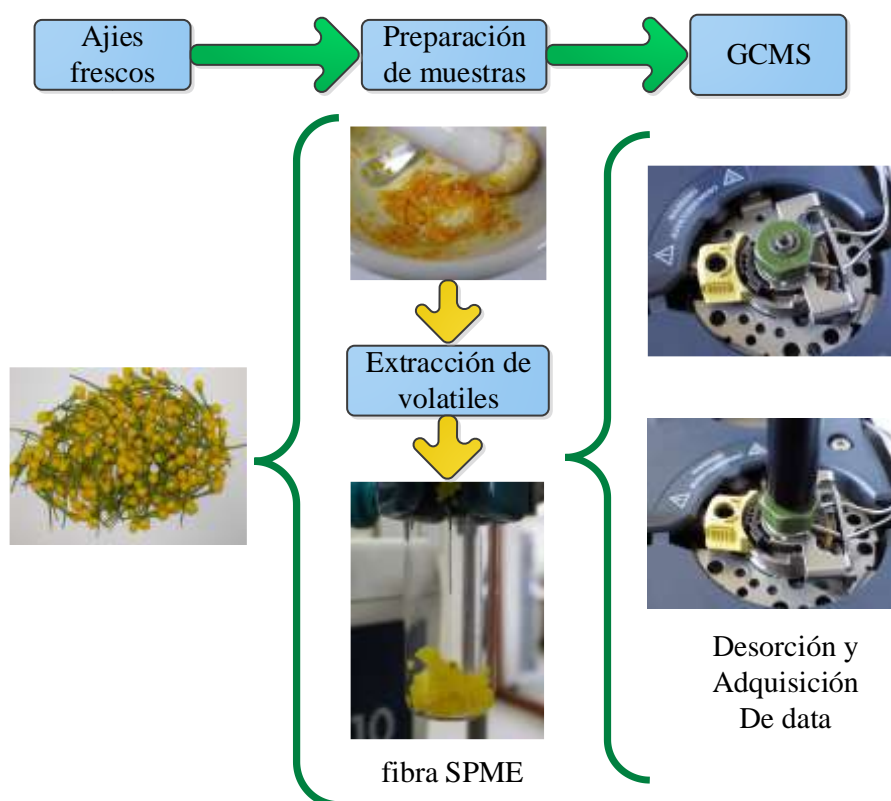 Ajies
frescos
Preparación
de muestras
GCMS
Extracción de
volatiles
fibra SPME
Desorción y
Adquisición
De data